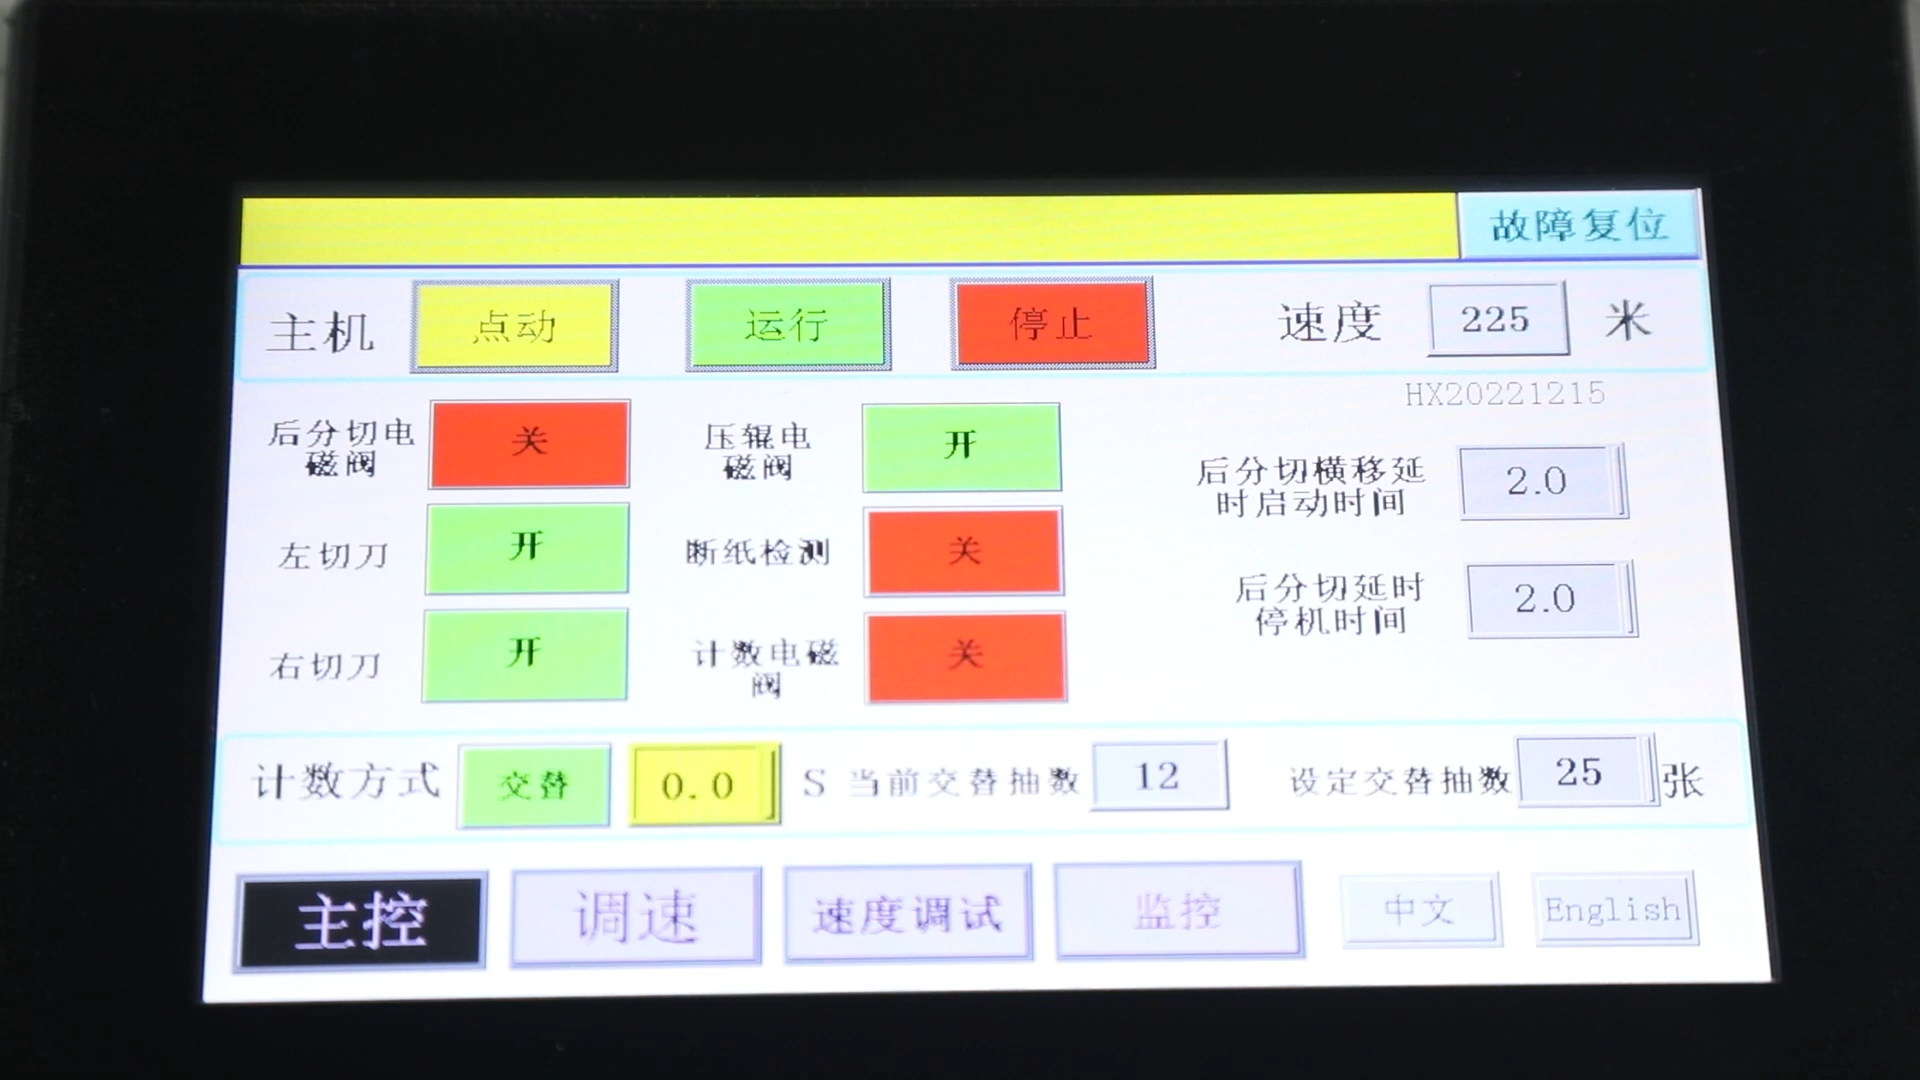 故障复位
主机 点动 运行 停止 速度 225 米
HX20221215
后分切电
磁阀
关
压辊电
磁阀
开
后分切横移延
时启动时间
2.0
左切刀 开 断纸检测 关
后分切延时
停机时间
2.0
右切刀 开
计数电磁
阀
关
计数方式 交替 0.0 S 当前交替抽数 12 设定交替抽数 25 张
主控 调速 速度调试 监控 中文 English